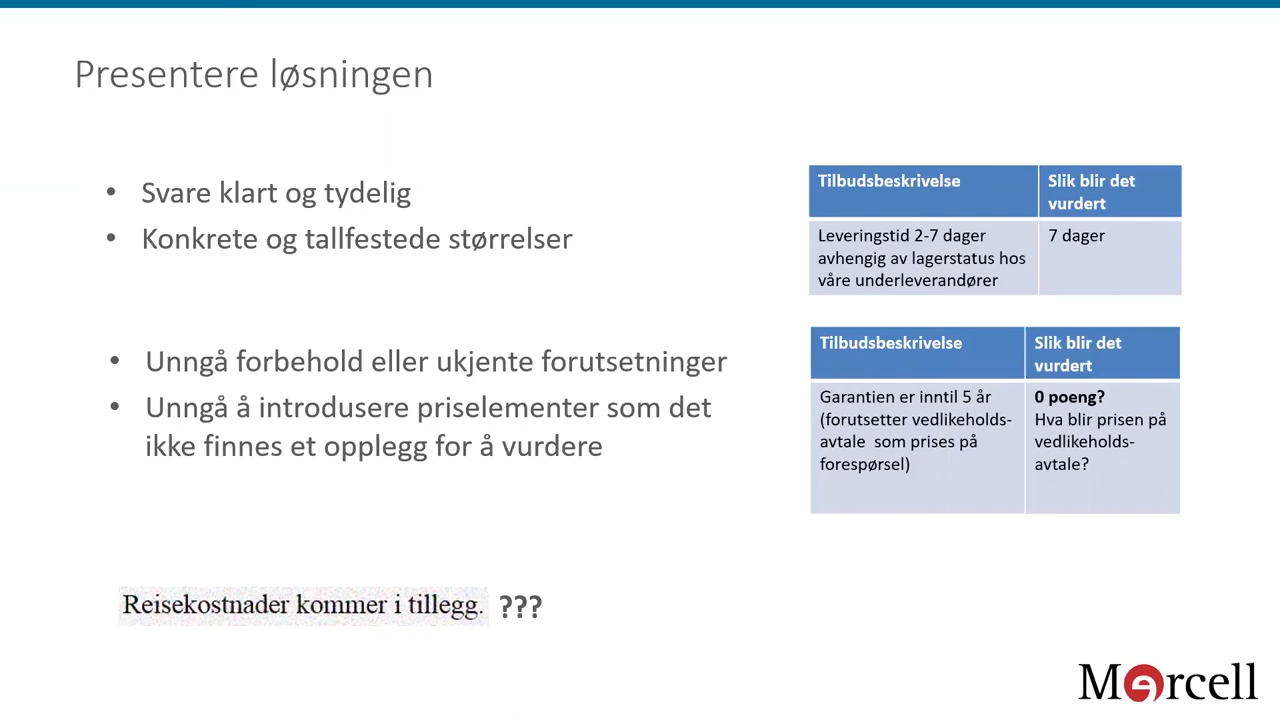 Presentere løsningen
• Svare klart og tydelig
• Konkrete og tallfestede størrelser
Tilbudsbeskrivelse
Slik blir det
vurdert
Leveringstid 2-7 dager
avhengig av lagerstatus hos
våre underleverandører
7 dager
• Unngå forbehold eller ukjente forutsetninger
• Unngå å introdusere priselementer som det
ikke finnes et opplegg for å vurdere
Tilbudsbeskrivelse
Slik blir det
vurdert
Garantien er inntil 5 år
(forutsetter vedlikeholds-
avtale som prises på
forespørsel)
0 poeng?
Hva blir prisen på
vedlikeholds-
avtale?
Reisekostnader kommer i tillegg. ???
Mercell